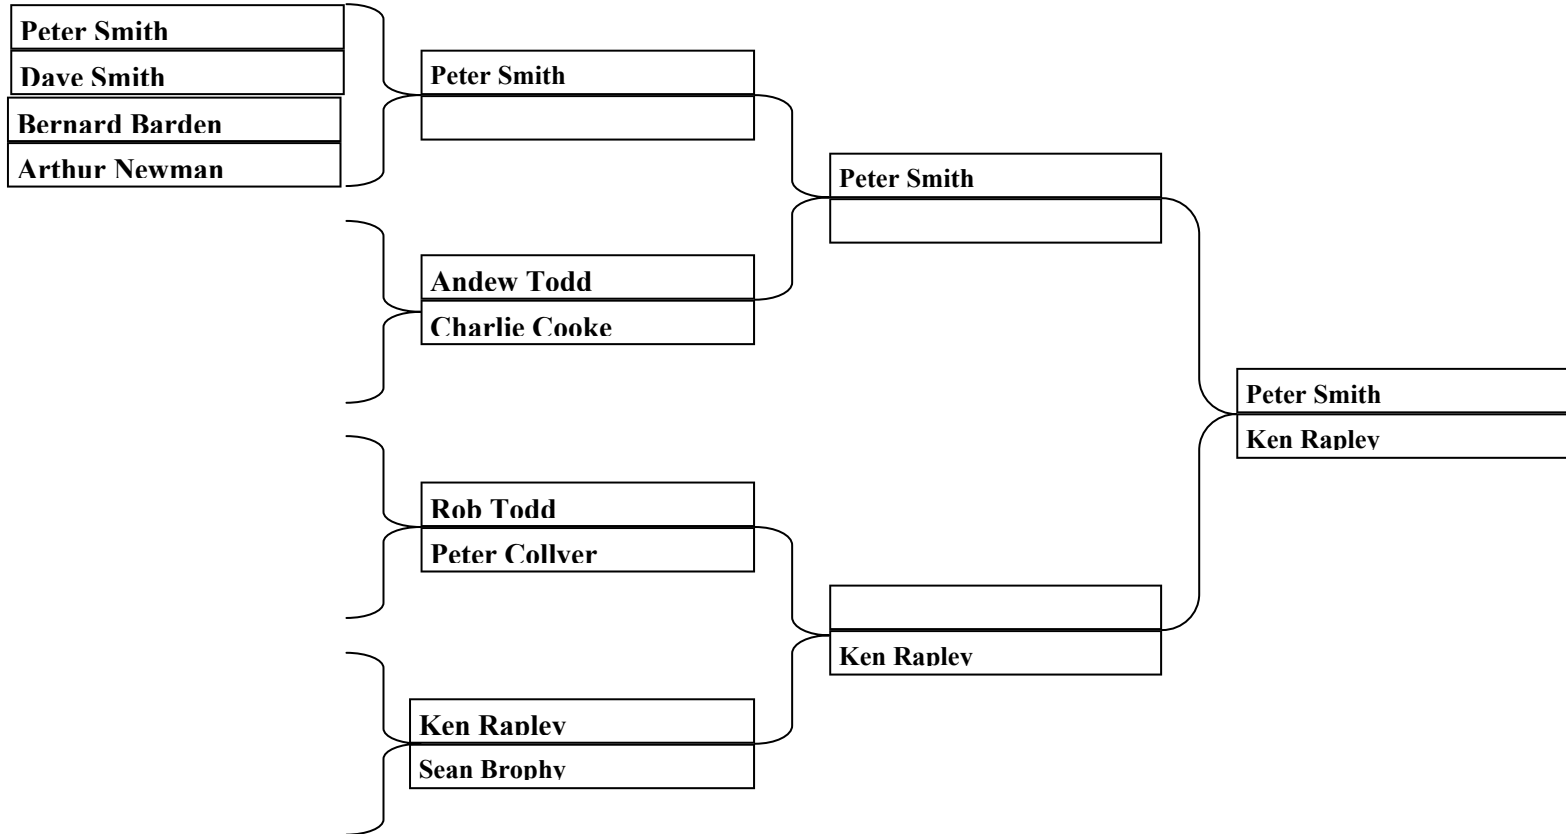 Peter Smith
Dave Smith
Bernard Barden
Arthur Newman
Peter Smith
Andew Todd
Charlie Cooke
Rob Todd
Peter Collyer
Ken Rapley
Sean Brophy
Peter Smith
Ken Rapley
Peter Smith
Ken Rapley